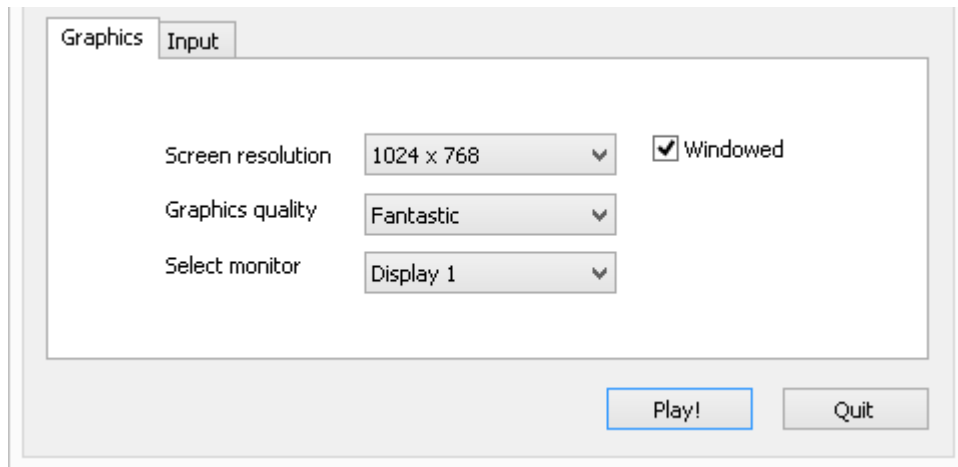 Graphics Input
Screen resolution 1024 x 768 Windowed
Graphics quality Fantastic
Select monitor Display 1
Play! Quit